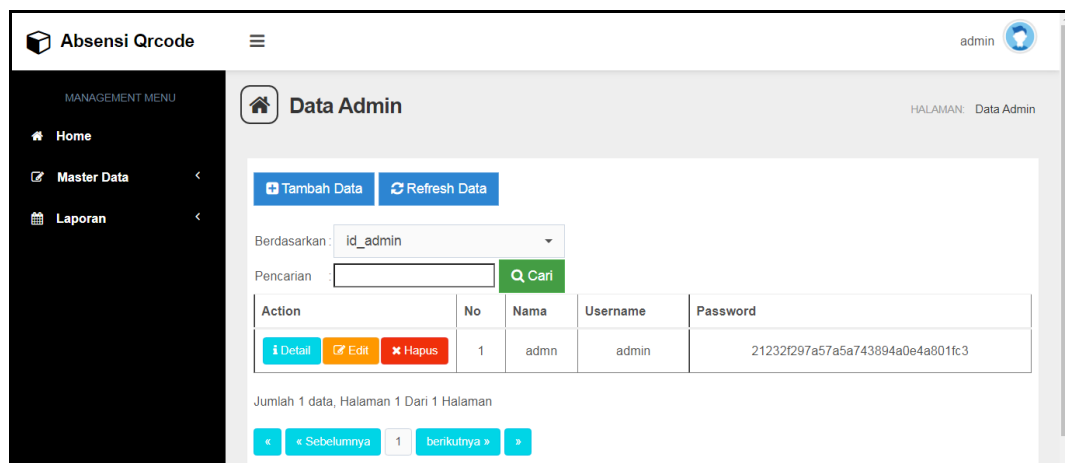 Absensi Qrcode
admin
MANAGEMENT MENU
Home
Master Data
Laporan
Data Admin
HALAMAN: Data Admin
Tambah Data
Refresh Data
Berdasarkan : id_admin
Pencarian : Cari
Action No Nama Username Password
Detail Edit Hapus 1 admn admin 21232f297a57a5a743894a0e4a801fc3
Jumlah 1 data, Halaman 1 Dari 1 Halaman
« « Sebelumnya 1 berikutnya » »